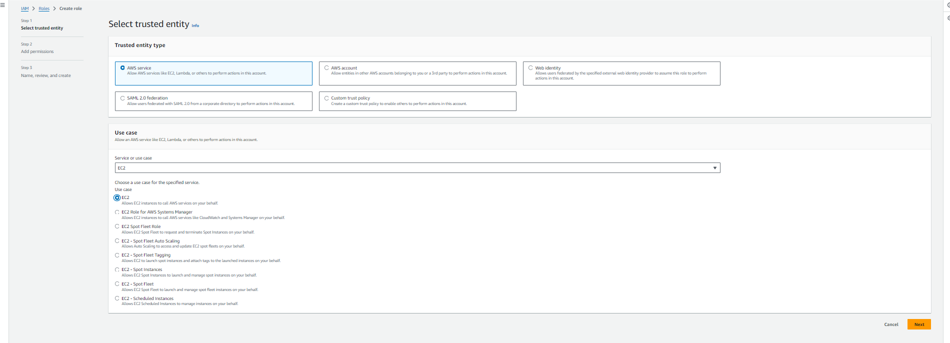 IAM > Roles > Create role
Step 1
Select trusted entity
Step 2
Add permissions
Step 3
Name, review, and create
Select trusted entity Info
Trusted entity type
AWS service
Allow AWS services like EC2, Lambda, or others to perform actions in this account.
AWS account
Allow entities in other AWS accounts belonging to you or a 3rd party to perform actions in this account.
Web identity
Allows users federated by the specified external web identity provider to assume this role to perform
actions in this account.
SAML 2.0 federation
Allow users federated with SAML 2.0 from a corporate directory to perform actions in this account.
Custom trust policy
Create a custom trust policy to enable others to perform actions in this account.
Use case
Allow an AWS service like EC2, Lambda, or others to perform actions in this account.
Service or use case
EC2
Choose a use case for the specified service.
Use case
EC2
Allows EC2 instances to call AWS services on your behalf.
EC2 Role for AWS Systems Manager
Allows EC2 instances to call AWS services like CloudWatch and Systems Manager on your behalf.
EC2 Spot Fleet Role
Allows EC2 Spot Fleet to request and terminate Spot Instances on your behalf.
EC2 - Spot Fleet Auto Scaling
Allows Auto Scaling to access and update EC2 spot fleets on your behalf.
EC2 - Spot Fleet Tagging
Allows EC2 to launch spot instances and attach tags to the launched instances on your behalf.
EC2 - Spot Instances
Allows EC2 Spot Instances to launch and manage spot instances on your behalf.
EC2 - Spot Fleet
Allows EC2 Spot Fleet to launch and manage spot fleet instances on your behalf.
EC2 - Scheduled Instances
Allows EC2 Scheduled Instances to manage instances on your behalf.
Cancel
Next